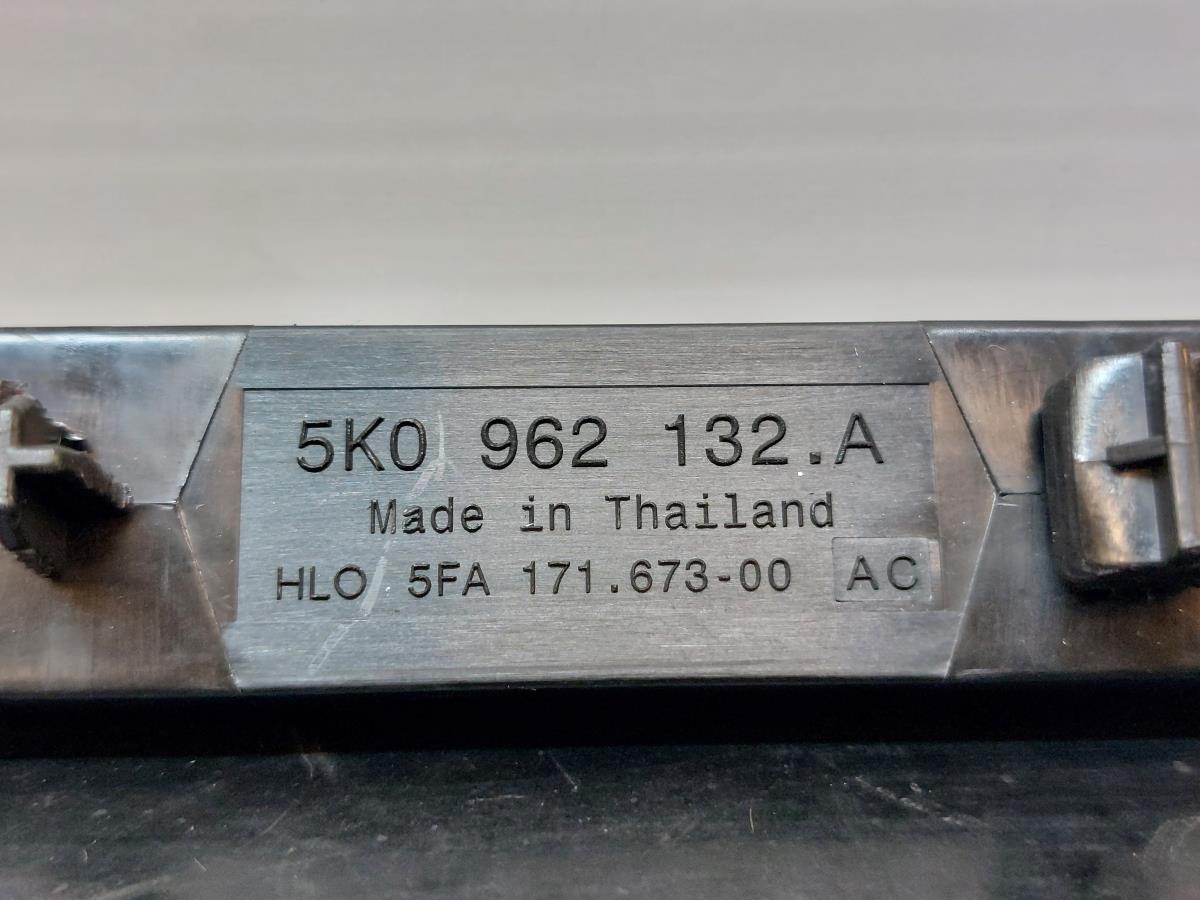 5K0 962 132.A
Made in Thailand
HLO 5FA 171.673-00 AC